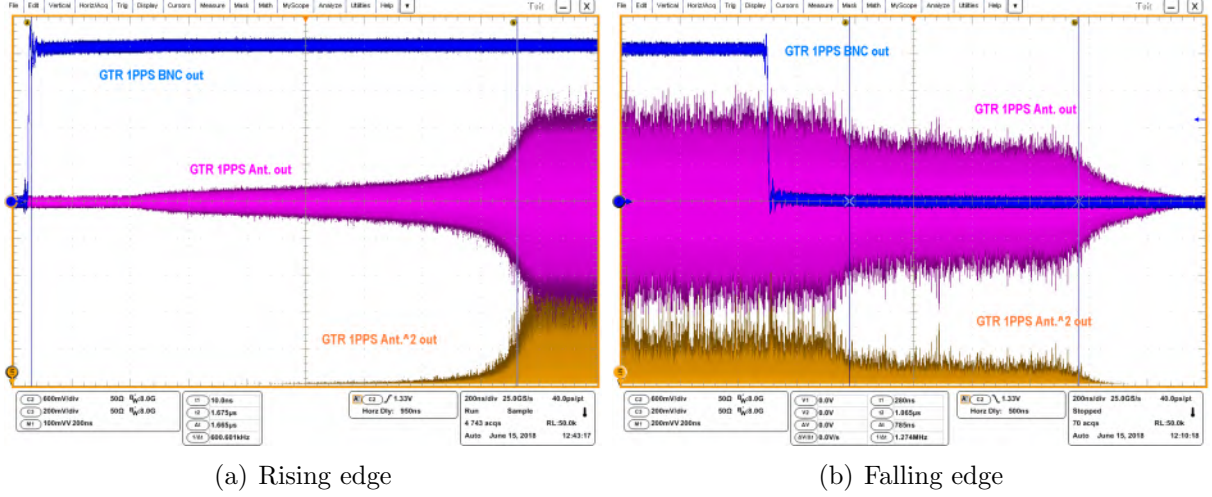 File Edit Vertical Horiz/Acq Trig Display Cursors Measure Mask Math MyScope Analyze Utilities Help
GTR 1PPS BNC out
GTR 1PPS Ant. out
GTR 1PPS Ant.^2 out
C2 600mV/div 50Ω BW:8.0G
C3 200mV/div 50Ω BW:8.0G
M1 100mVV 200ns
t1 10.0ns
t2 1.675µs
Δt 1.665µs
1/Δt 600.601kHz
A' C2 1.33V
Horz Dly: 950ns
200ns/div 25.0GS/s 40.0ps/pt
Run Sample
4 743 acqs RL:50.0k
Auto June 15, 2018 12:43:17
(a) Rising edge
File Edit Vertical Horiz/Acq Trig Display Cursors Measure Mask Math MyScope Analyze Utilities Help
GTR 1PPS BNC out
GTR 1PPS Ant. out
GTR 1PPS Ant.^2 out
C2 600mV/div 50Ω BW:8.0G
C3 200mV/div 50Ω BW:8.0G
M1 100mVV 200ns
V1 0.0V
V2 0.0V
ΔV 0.0V
ΔV/Δt 0.0V/s
t1 280ns
t2 1.065µs
Δt 785ns
1/Δt 1.274MHz
A' C2 1.33V
Horz Dly: 500ns
200ns/div 25.0GS/s 40.0ps/pt
Stopped
70 acqs RL:50.0k
Auto June 15, 2018 12:10:18
(b) Falling edge